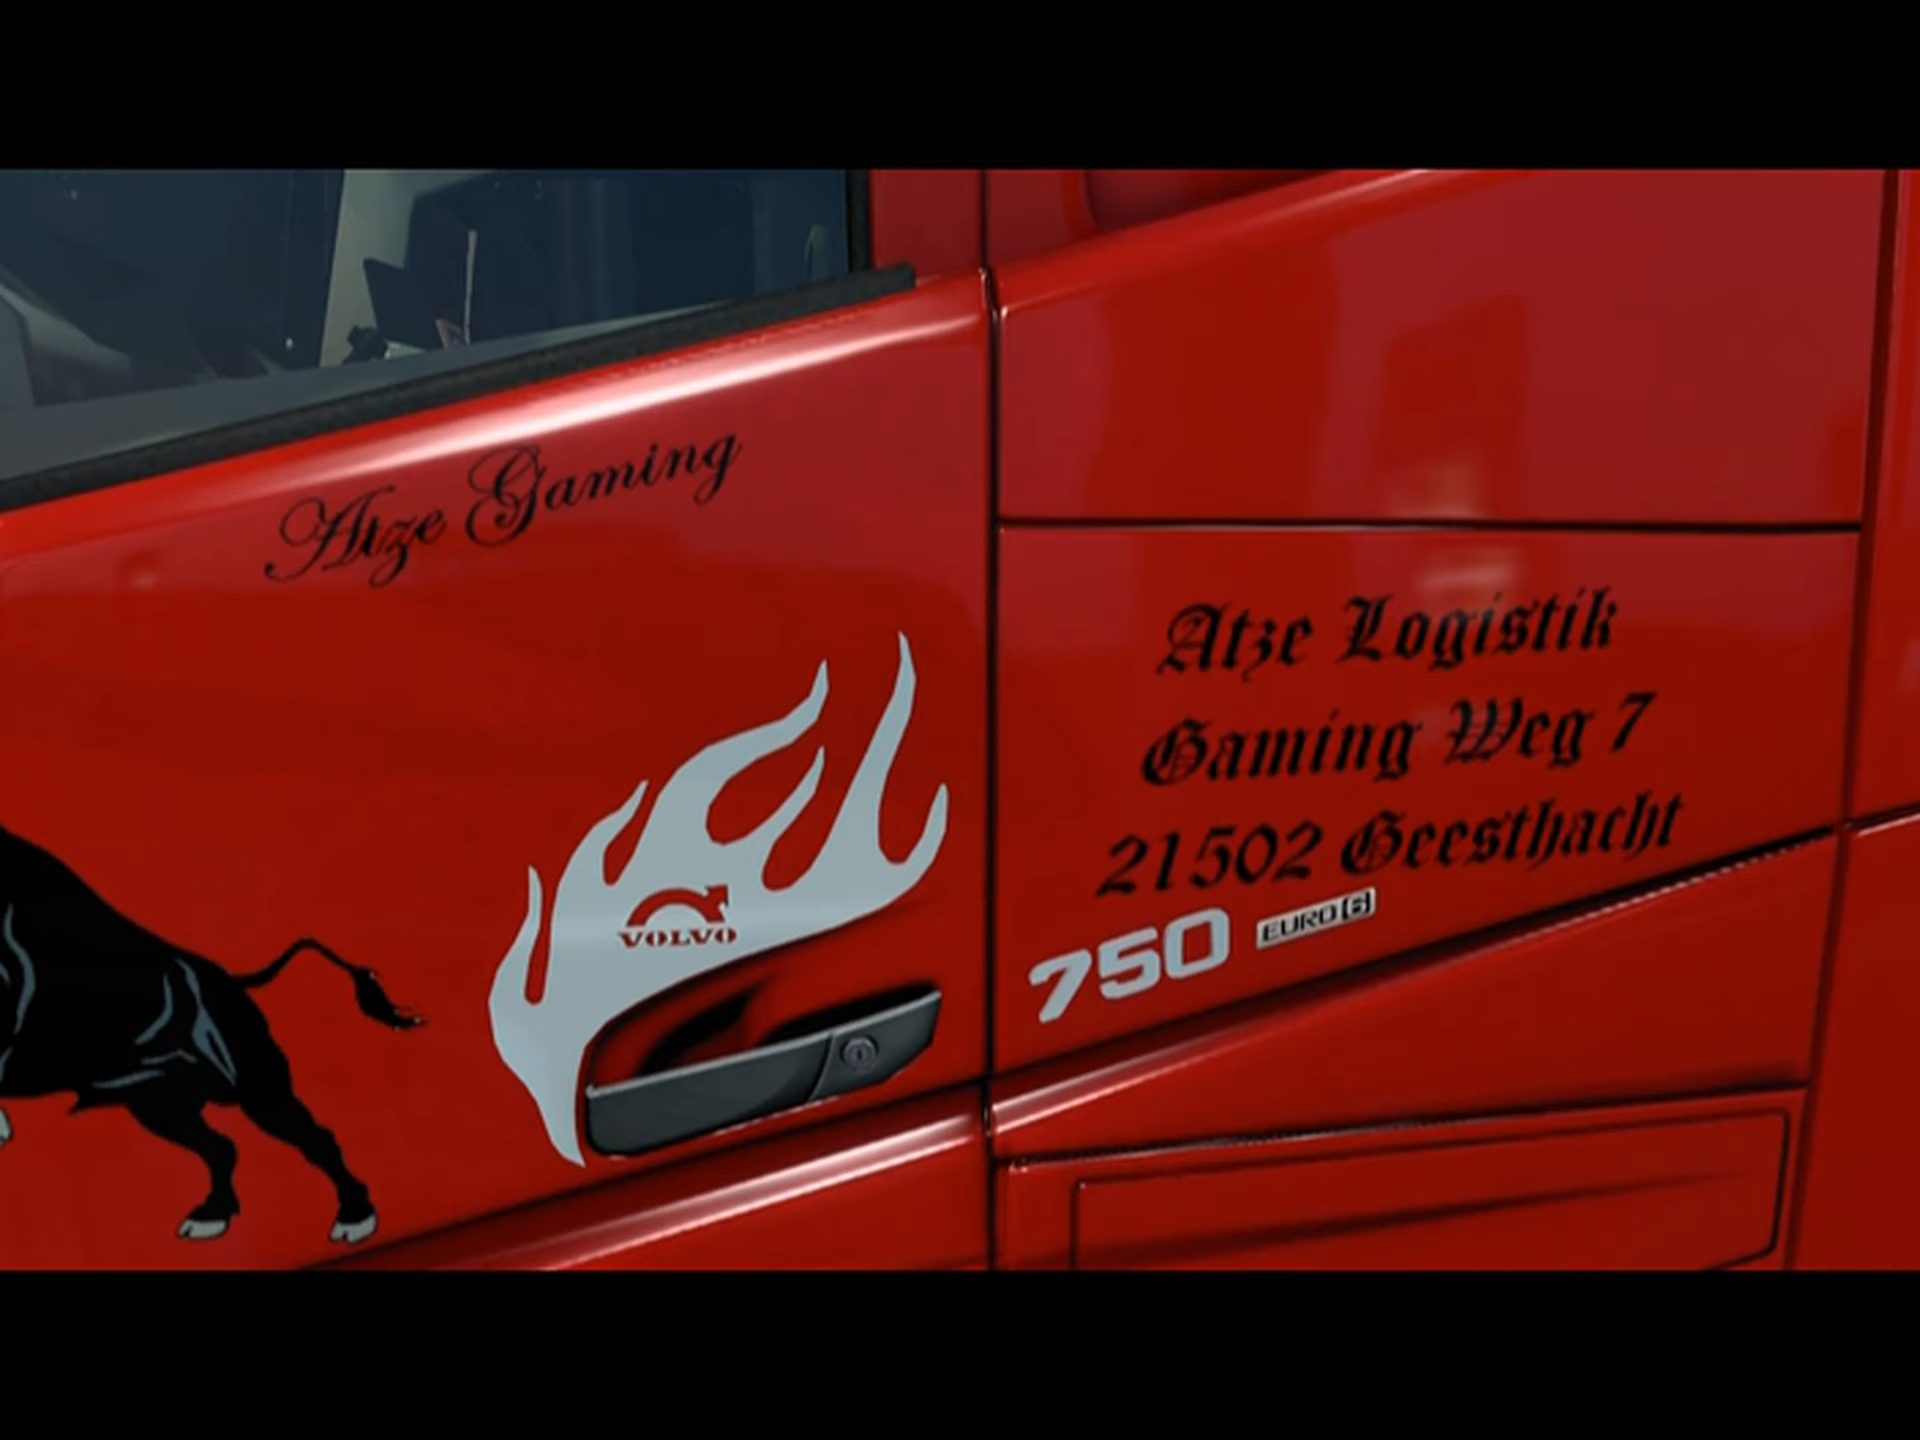 Atze Gaming
VOLVO
Atze Logistik
Gaming Weg 7
21502 Geesthacht
750 EURO 6